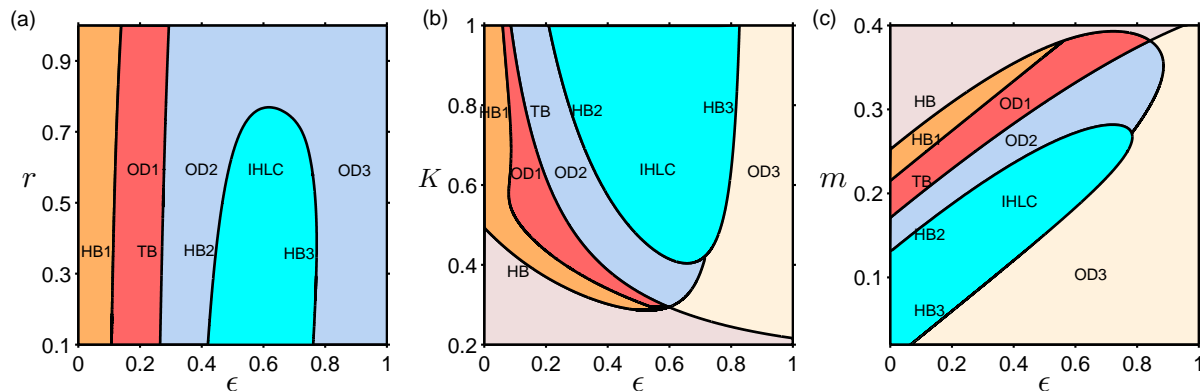 (a)
r
0.9
0.7
0.5
0.3
0.1
0 0.2 0.4 0.6 0.8 1
ϵ
HB1
OD1
TB
OD2
HB2
IHLC
HB3
OD3
(b)
K
1
0.8
0.6
0.4
0.2
0 0.2 0.4 0.6 0.8 1
ϵ
HB1
TB
HB2
HB3
OD1
OD2
IHLC
OD3
HB
(c)
m
0.4
0.3
0.2
0.1
0 0.2 0.4 0.6 0.8 1
ϵ
HB
OD1
HB1
OD2
TB
IHLC
HB2
OD3
HB3